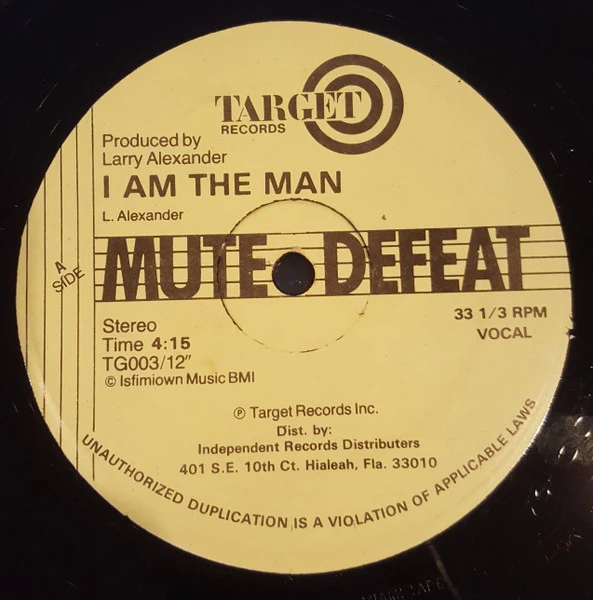 TARGET
RECORDS
Produced by
Larry Alexander
I AM THE MAN
L. Alexander
A
SIDE
MUTE DEFEAT
33 1/3 RPM
VOCAL
Stereo
Time 4:15
TG003/12"
© Isfimiown Music BMI
℗ Target Records Inc.
Dist. by:
Independent Records Distributers
401 S.E. 10th Ct. Hialeah, Fla. 33010
UNAUTHORIZED DUPLICATION IS A VIOLATION OF APPLICABLE LAWS